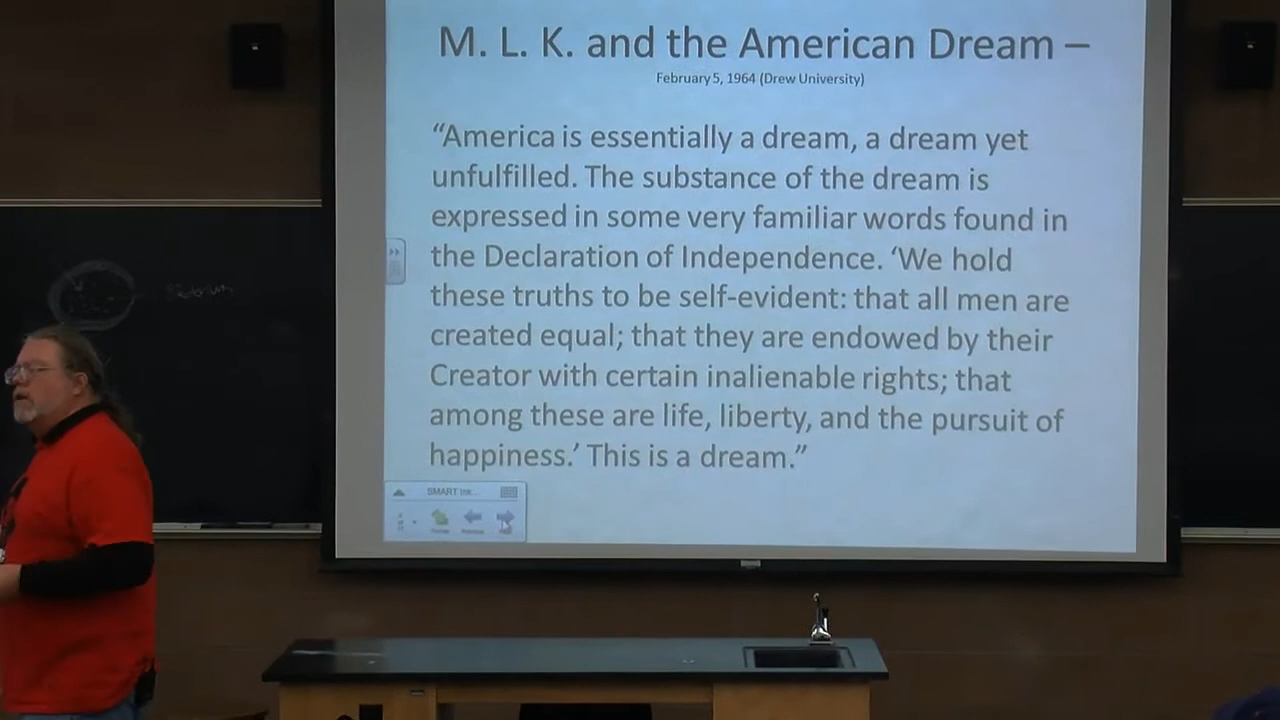 M. L. K. and the American Dream –
February 5, 1964 (Drew University)
“America is essentially a dream, a dream yet
unfulfilled. The substance of the dream is
expressed in some very familiar words found in
the Declaration of Independence. ‘We hold
these truths to be self-evident: that all men are
created equal; that they are endowed by their
Creator with certain inalienable rights; that
among these are life, liberty, and the pursuit of
happiness.’ This is a dream.”
SMART Ink...